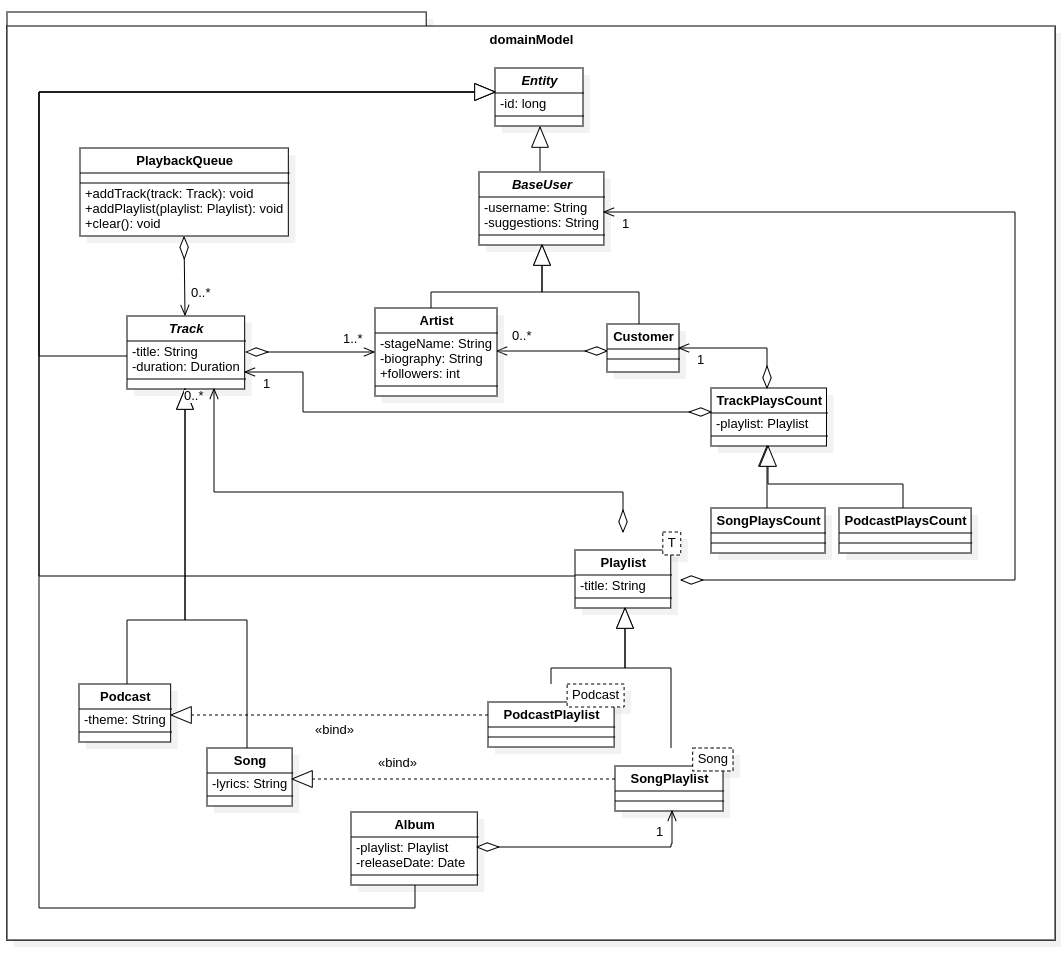 domainModel
Entity
-id: long
PlaybackQueue
+addTrack(track: Track): void
+addPlaylist(playlist: Playlist): void
+clear(): void
BaseUser
-username: String
-suggestions: String
1
0..*
Track
-title: String
-duration: Duration
0..*
1..*
1
Artist
-stageName: String
-biography: String
+followers: int
0..*
Customer
1
TrackPlaysCount
-playlist: Playlist
SongPlaysCount
PodcastPlaysCount
T
Playlist
-title: String
Podcast
-theme: String
«bind»
Podcast
PodcastPlaylist
Song
-lyrics: String
«bind»
Song
SongPlaylist
Album
-playlist: Playlist
-releaseDate: Date
1